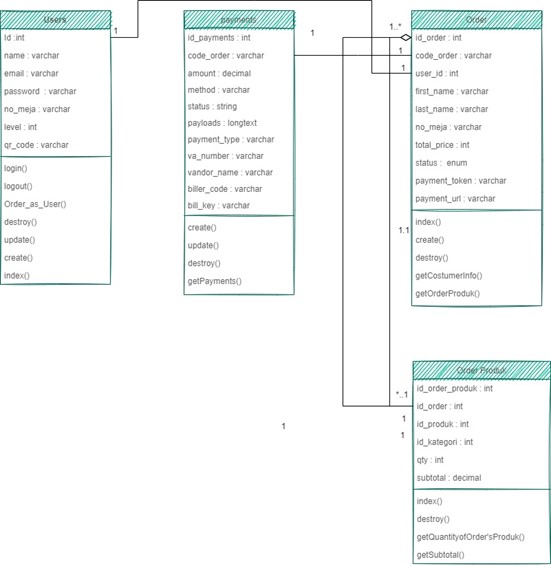 Users
Id :int
name : varchar
email : varchar
password : varchar
no_meja : varchar
level : int
qr_code : varchar
login()
logout()
Order_as_User()
destroy()
update()
create()
index()
1
payments
id_payments : int
code_order : varchar
amount : decimal
method : varchar
status : string
payloads : longtext
payment_type : varchar
va_number : varchar
vandor_name : varchar
biller_code : varchar
bill_key : varchar
create()
update()
destroy()
getPayments()
1
1..*
1
1
Order
id_order : int
code_order : varchar
user_id : int
first_name : varchar
last_name : varchar
no_meja : varchar
total_price : int
status : enum
payment_token : varchar
payment_url : varchar
index()
create()
destroy()
getCostumerInfo()
getOrderProduk()
1.1
Order Produk
id_order_produk : int
id_order : int
id_produk : int
id_kategori : int
qty : int
subtotal : decimal
index()
destroy()
getQuantityofOrder'sProduk()
getSubtotal()
*..1
1
1
1